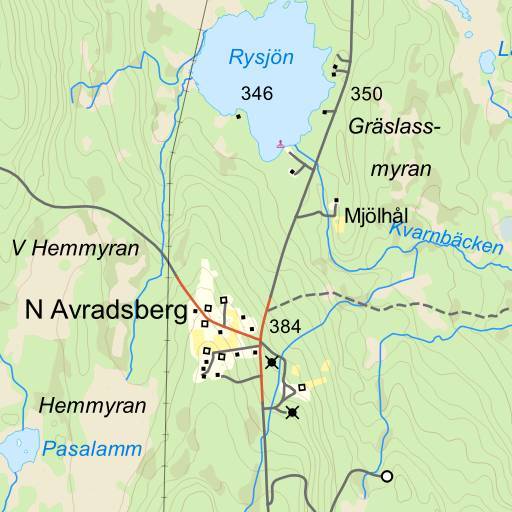 Rysjön
346
350
Gräslass-
myran
Mjölhål
Kvarnbäcken
V Hemmyran
N Avradsberg
384
Hemmyran
Pasalamm